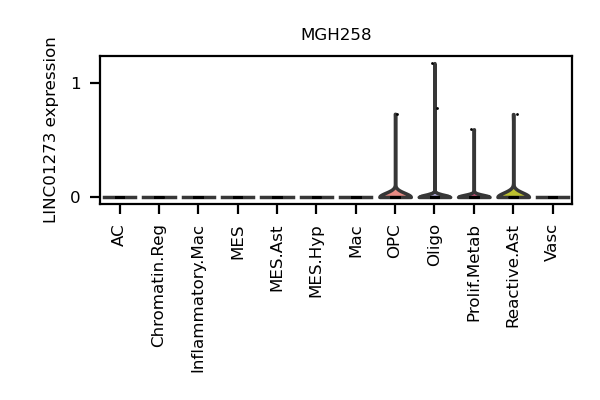 MGH258
LINC01273 expression
1
0
AC
Chromatin.Reg
Inflammatory.Mac
MES
MES.Ast
MES.Hyp
Mac
OPC
Oligo
Prolif.Metab
Reactive.Ast
Vasc